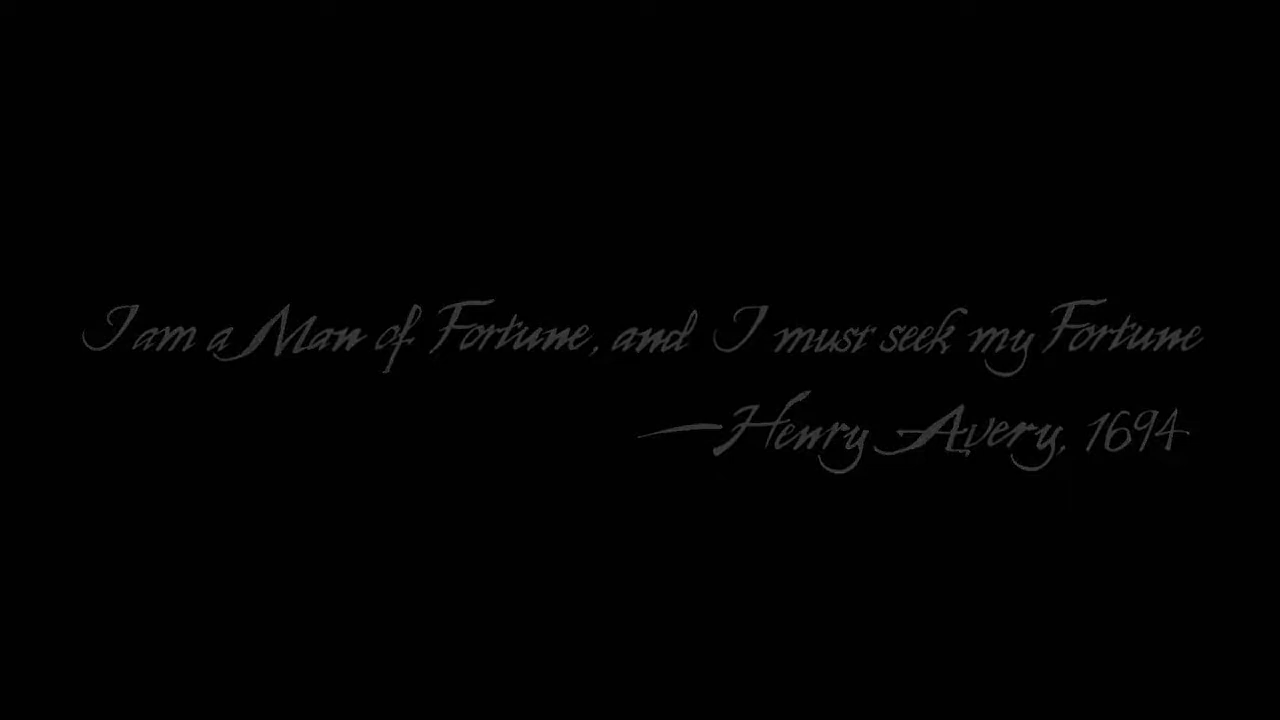 I am a Man of Fortune, and I must seek my Fortune
—Henry Avery, 1694